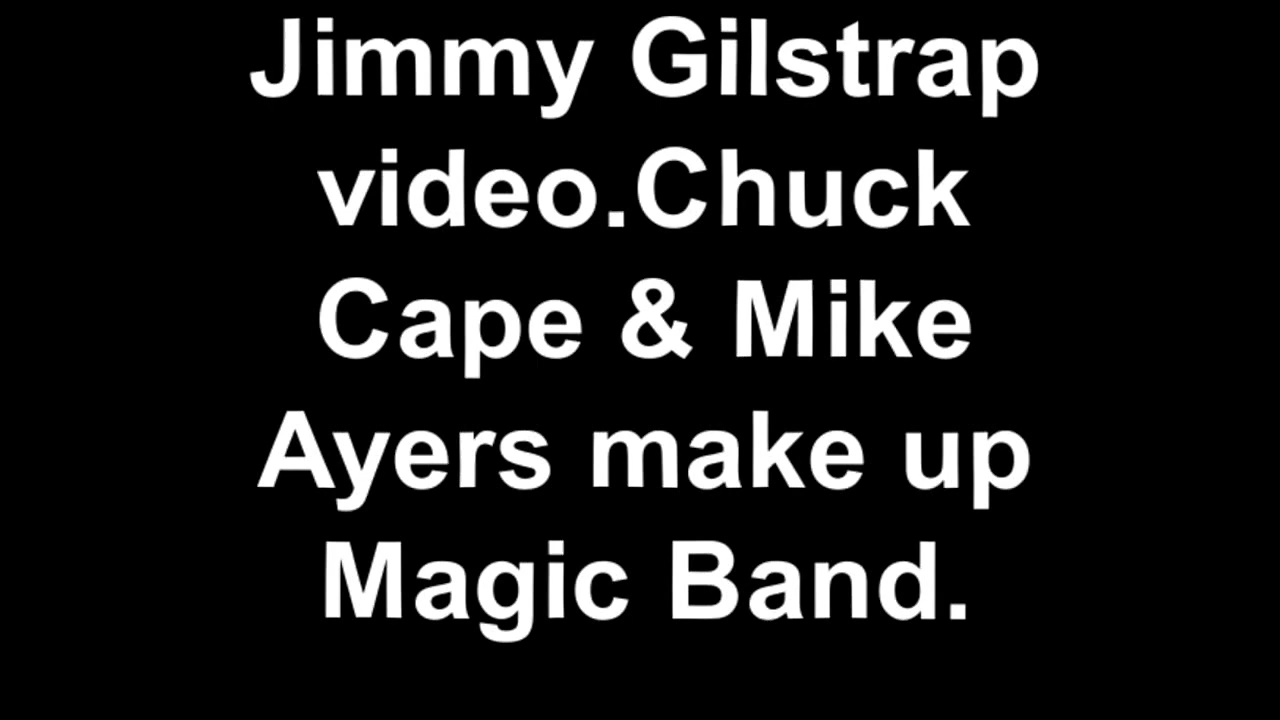 Jimmy Gilstrap
video.Chuck
Cape & Mike
Ayers make up
Magic Band.